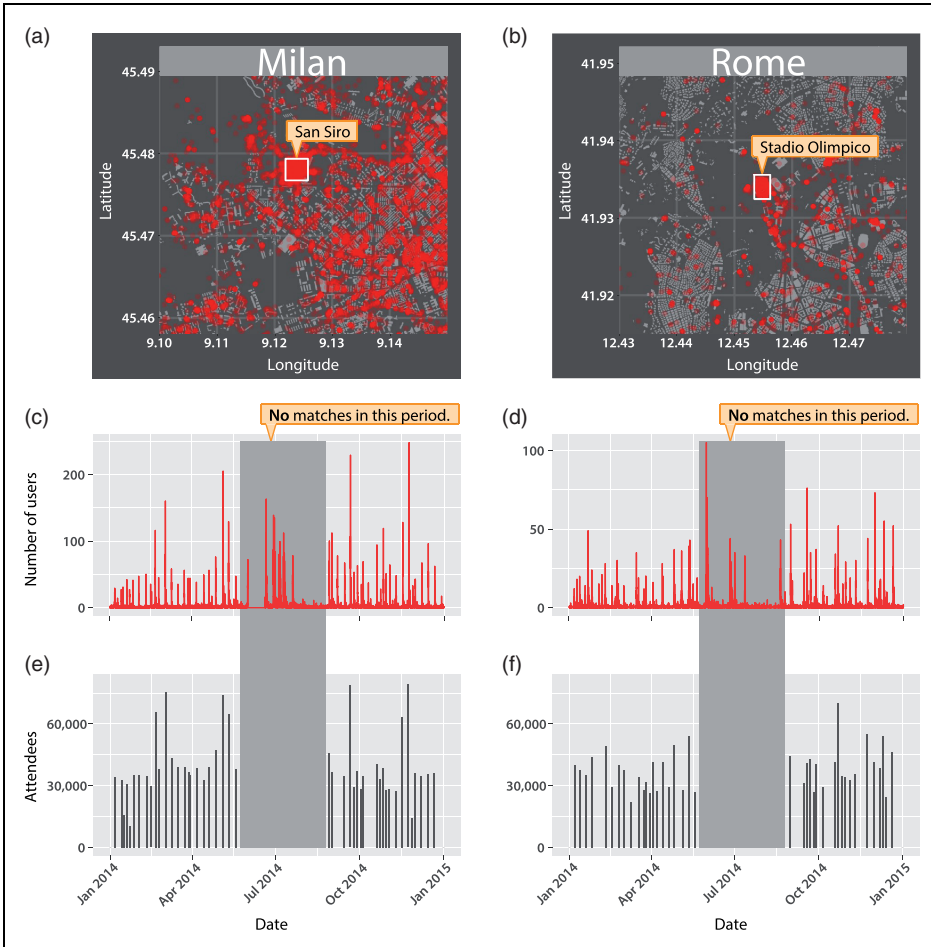 (a)
Milan
San Siro
45.49
45.48
45.47
45.46
Latitude
9.10 9.11 9.12 9.13 9.14
Longitude
(b)
Rome
Stadio Olimpico
41.95
41.94
41.93
41.92
Latitude
12.43 12.44 12.45 12.46 12.47
Longitude
(c)
No matches in this period.
200
100
0
Number of users
(d)
No matches in this period.
100
50
0
(e)
60,000
30,000
0
Attendees
Jan 2014 Apr 2014 Jul 2014 Oct 2014 Jan 2015
Date
(f)
60,000
30,000
0
Jan 2014 Apr 2014 Jul 2014 Oct 2014 Jan 2015
Date